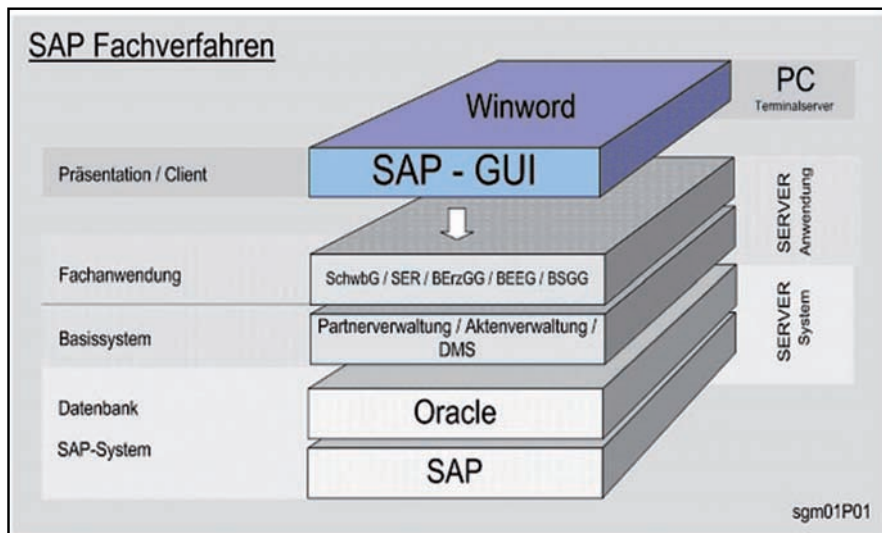 SAP Fachverfahren
Winword
PC
Terminalserver
Präsentation / Client
SAP - GUI
SERVER
Anwendung
Fachanwendung
SchwbG / SER / BErzGG / BEEG / BSGG
Basissystem
Partnerverwaltung / Aktenverwaltung /
DMS
SERVER
System
Datenbank
Oracle
SAP-System
SAP
sgm01P01